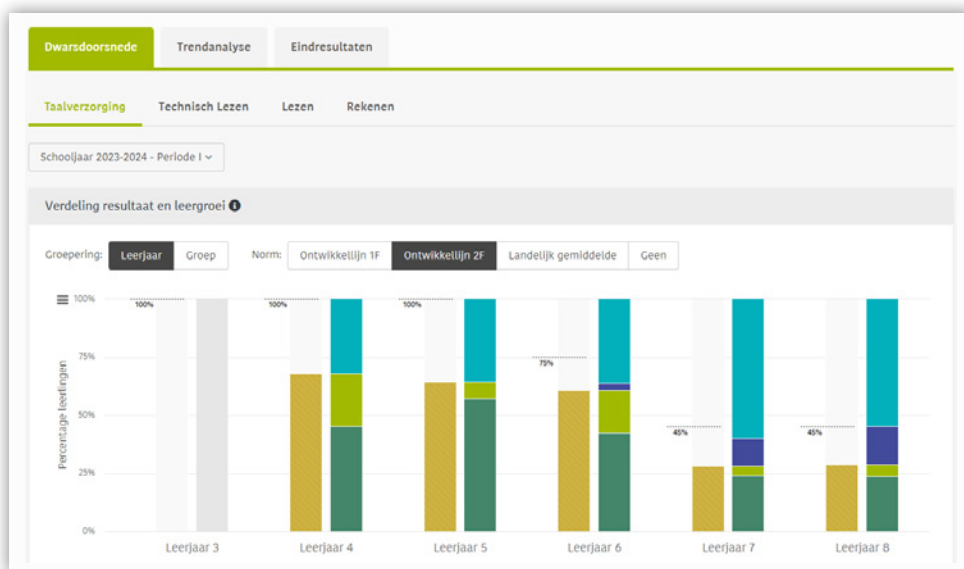 Dwarsdoorsnede Trendanalyse Eindresultaten
Taalverzorging Technisch Lezen Lezen Rekenen
Schooljaar 2023-2024 - Periode I
Verdeling resultaat en leergroei
Groepering: Leerjaar Groep Norm: Ontwikkellijn 1F Ontwikkellijn 2F Landelijk gemiddelde Geen
100%
75%
50%
25%
0%
Percentage leerlingen
100% 100% 100% 75% 45% 45%
Leerjaar 3 Leerjaar 4 Leerjaar 5 Leerjaar 6 Leerjaar 7 Leerjaar 8